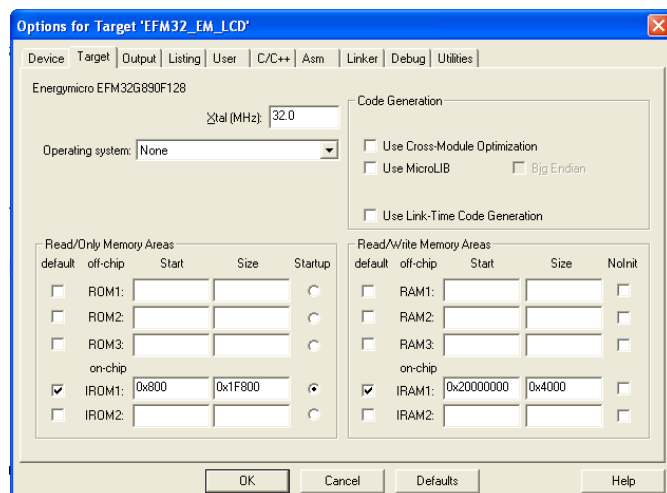 Options for Target 'EFM32_EM_LCD'
Device Target Output Listing User C/C++ Asm Linker Debug Utilities
Energymicro EFM32G890F128
Xtal (MHz): 32.0
Operating system: None
Code Generation
Use Cross-Module Optimization
Use MicroLIB Big Endian
Use Link-Time Code Generation
Read/Only Memory Areas
default off-chip Start Size Startup
ROM1:
ROM2:
ROM3:
on-chip
IROM1: 0x800 0x1F800
IROM2:
Read/Write Memory Areas
default off-chip Start Size NoInit
RAM1:
RAM2:
RAM3:
on-chip
IRAM1: 0x20000000 0x4000
IRAM2:
OK Cancel Defaults Help